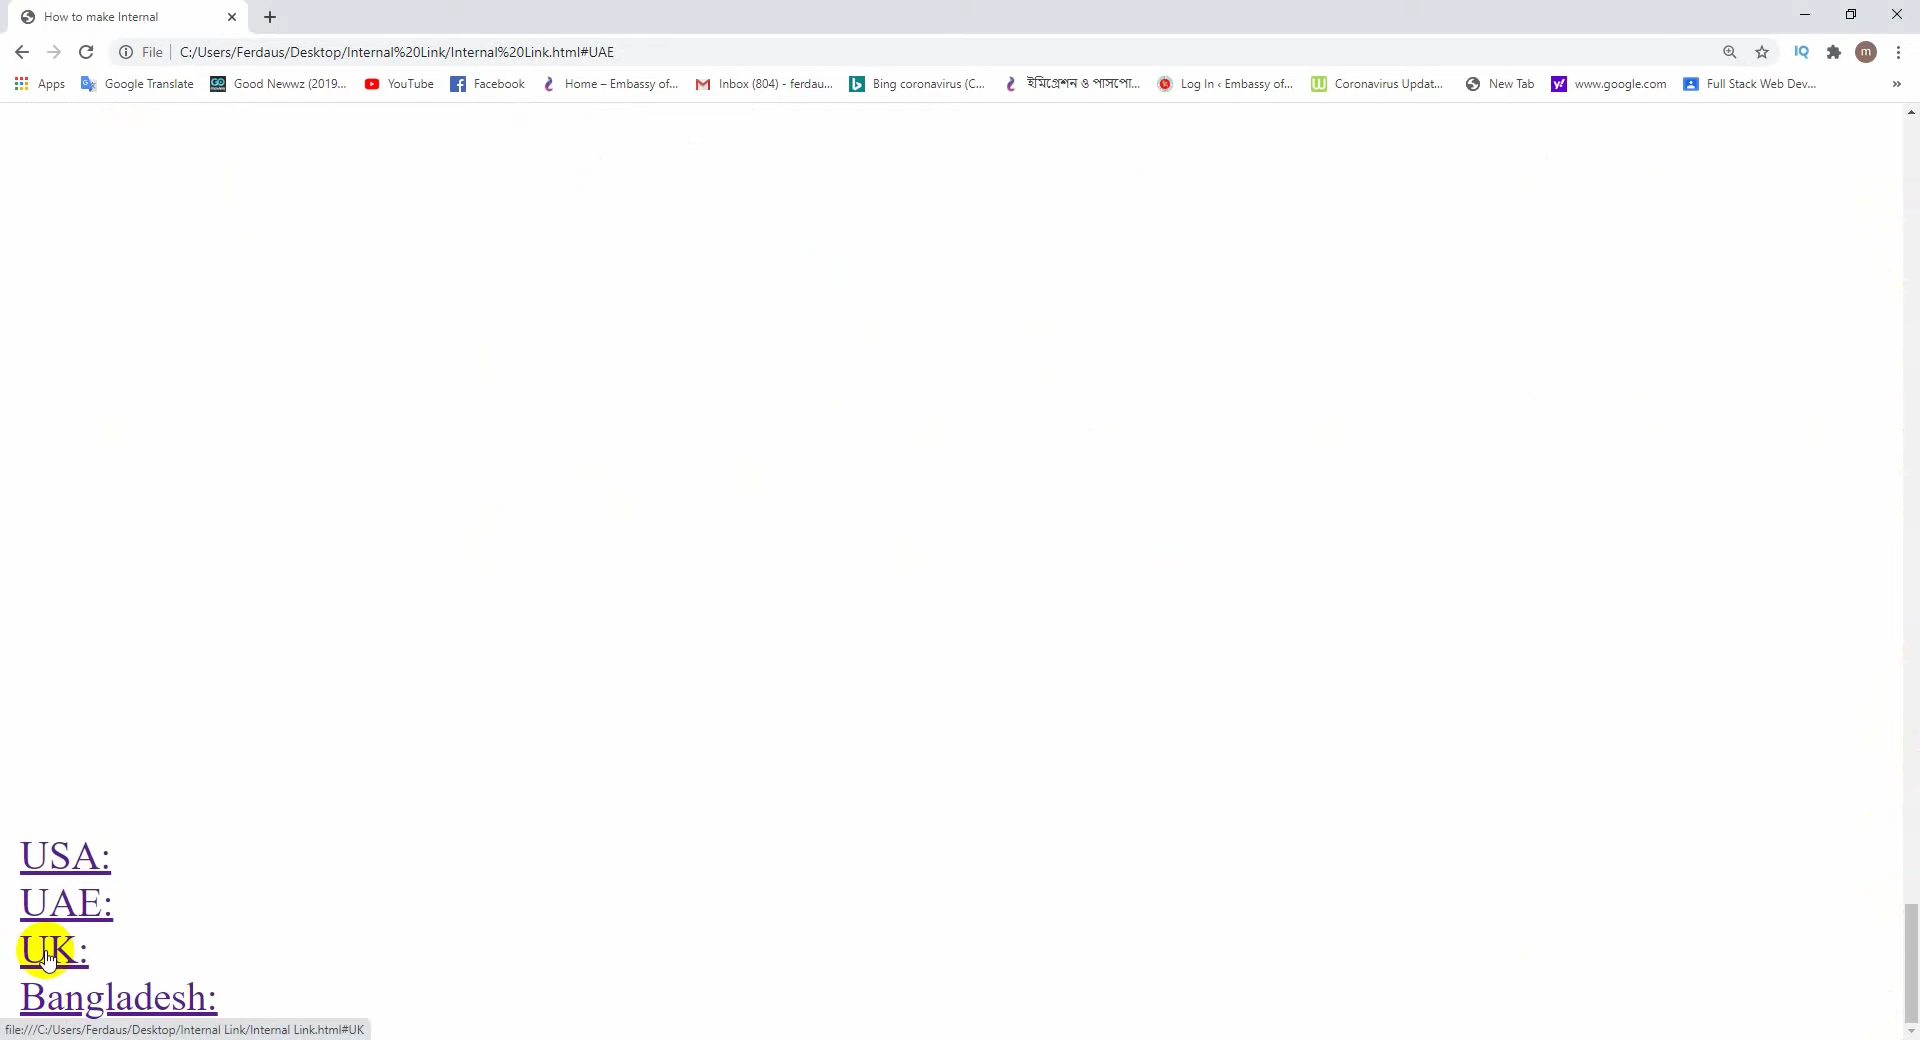 How to make Internal
File C:/Users/Ferdaus/Desktop/Internal%20Link/Internal%20Link.html#UAE
Apps Google Translate Good Newwz (2019... YouTube Facebook Home – Embassy of... Inbox (804) - ferdau... Bing coronavirus (C... ইমিগ্রেশন ও পাসপো... Log In ‹ Embassy of... Coronavirus Updat... New Tab www.google.com Full Stack Web Dev...
USA:
UAE:
UK:
Bangladesh:
file:///C:/Users/Ferdaus/Desktop/Internal Link/Internal Link.html#UK